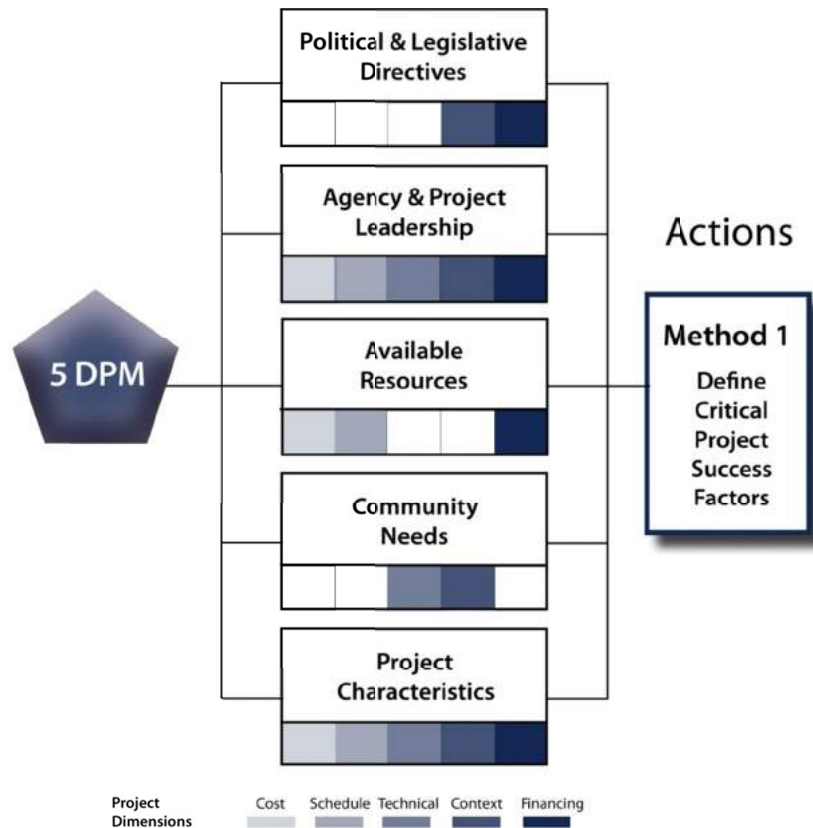 Political & Legislative
Directives
Agency & Project
Leadership
Actions
5 DPM
Available
Resources
Method 1
Define
Critical
Project
Success
Factors
Community
Needs
Project
Characteristics
Project
Dimensions
Cost
Schedule
Technical
Context
Financing